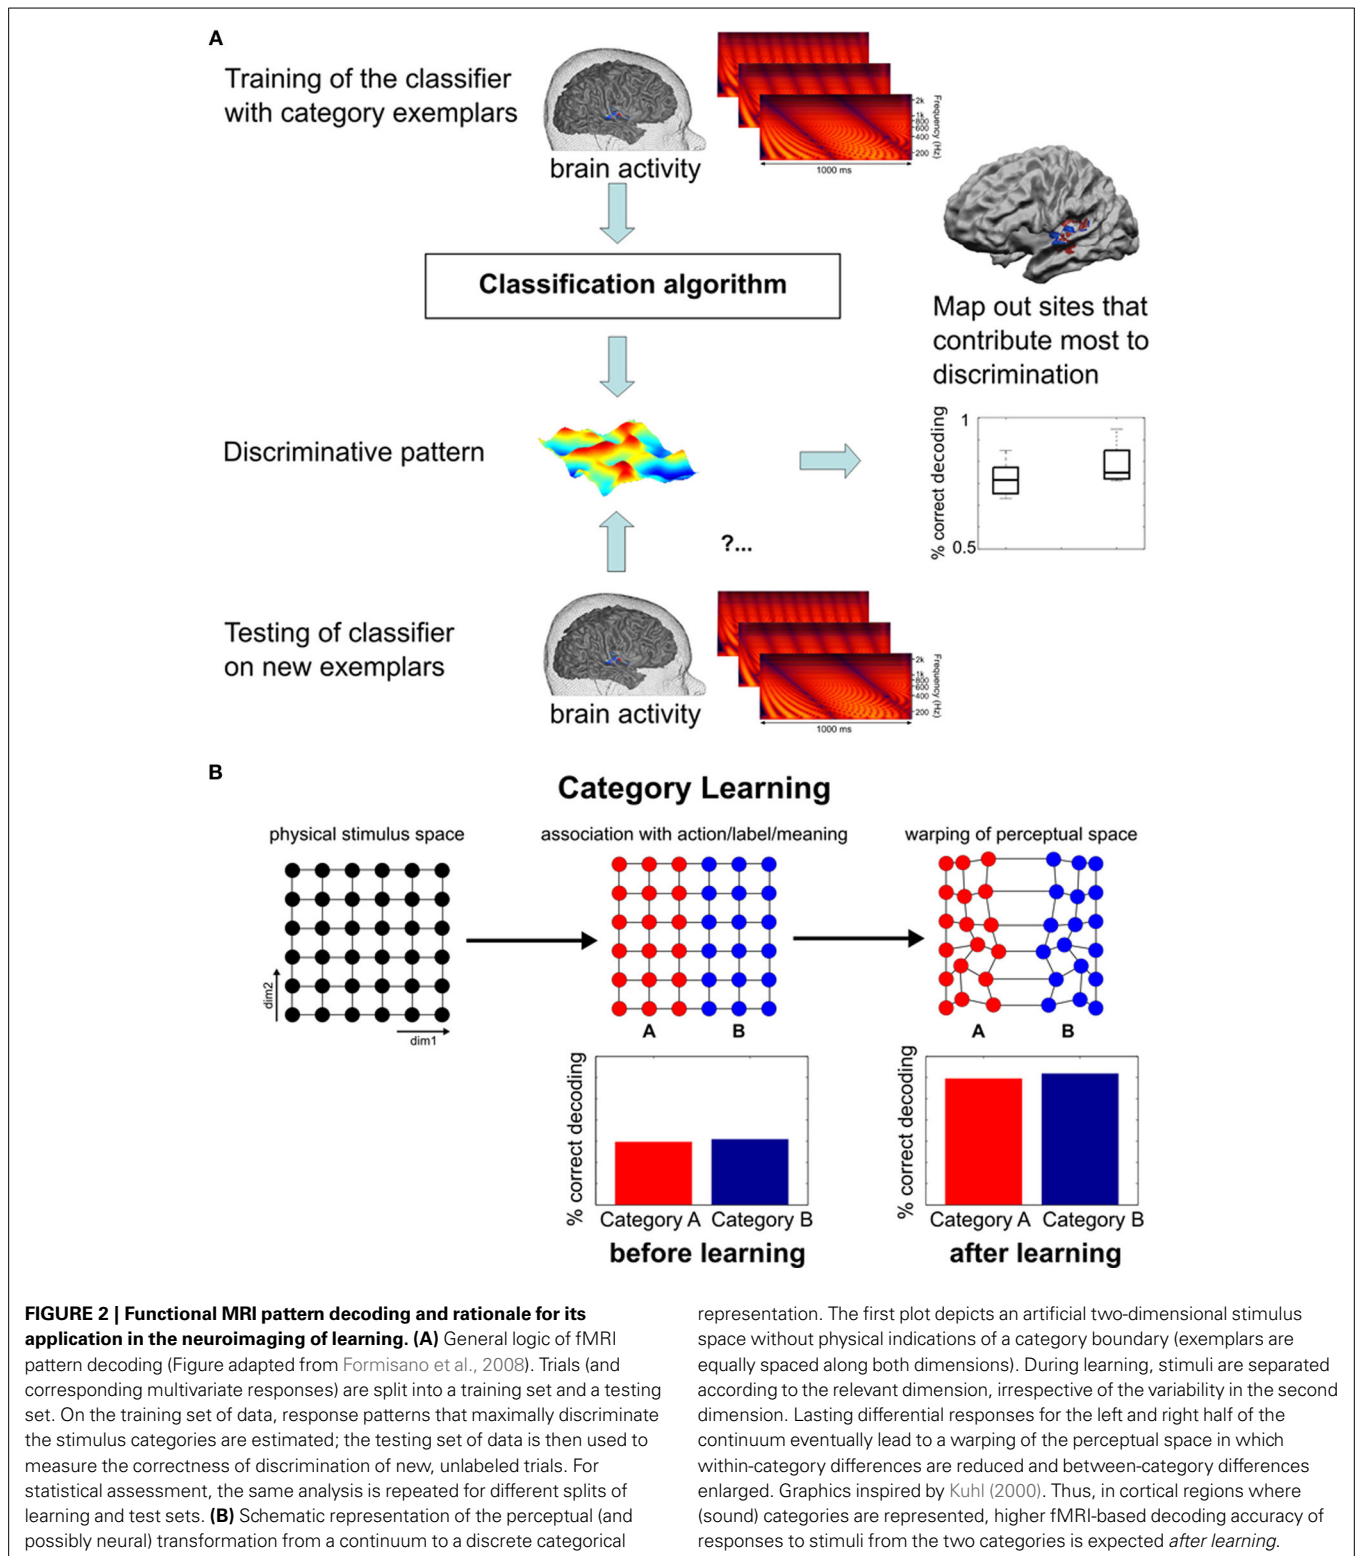 A
Training of the classifier
with category exemplars
brain activity
Frequency (Hz)
2k
1k
800
600
400
200
1000 ms
Classification algorithm
Map out sites that
contribute most to
discrimination
Discriminative pattern
% correct decoding
1
0.5
?...
Testing of classifier
on new exemplars
brain activity
Frequency (Hz)
2k
1k
800
600
400
200
1000 ms
B
Category Learning
physical stimulus space
association with action/label/meaning
warping of perceptual space
dim2
dim1
A B
A B
% correct decoding
Category A Category B
before learning
% correct decoding
Category A Category B
after learning
FIGURE 2 | Functional MRI pattern decoding and rationale for its
application in the neuroimaging of learning. (A) General logic of fMRI
pattern decoding (Figure adapted from Formisano et al., 2008). Trials (and
corresponding multivariate responses) are split into a training set and a testing
set. On the training set of data, response patterns that maximally discriminate
the stimulus categories are estimated; the testing set of data is then used to
measure the correctness of discrimination of new, unlabeled trials. For
statistical assessment, the same analysis is repeated for different splits of
learning and test sets. (B) Schematic representation of the perceptual (and
possibly neural) transformation from a continuum to a discrete categorical
representation. The first plot depicts an artificial two-dimensional stimulus
space without physical indications of a category boundary (exemplars are
equally spaced along both dimensions). During learning, stimuli are separated
according to the relevant dimension, irrespective of the variability in the second
dimension. Lasting differential responses for the left and right half of the
continuum eventually lead to a warping of the perceptual space in which
within-category differences are reduced and between-category differences
enlarged. Graphics inspired by Kuhl (2000). Thus, in cortical regions where
(sound) categories are represented, higher fMRI-based decoding accuracy of
responses to stimuli from the two categories is expected after learning.